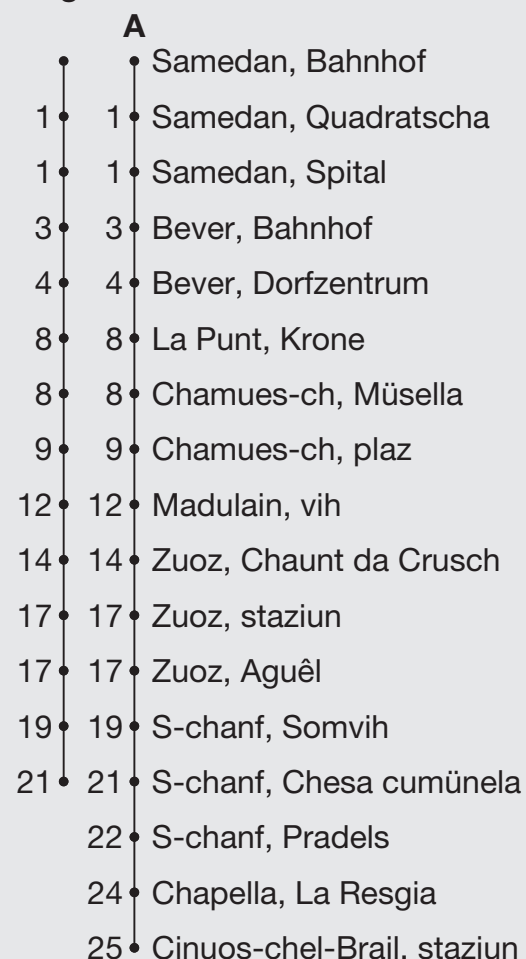 A
Samedan, Bahnhof
1 1 Samedan, Quadratscha
1 1 Samedan, Spital
3 3 Bever, Bahnhof
4 4 Bever, Dorfzentrum
8 8 La Punt, Krone
8 8 Chamues-ch, Müsella
9 9 Chamues-ch, plaz
12 12 Madulain, vih
14 14 Zuoz, Chaunt da Crusch
17 17 Zuoz, staziun
17 17 Zuoz, Aguêl
19 19 S-chanf, Somvih
21 21 S-chanf, Chesa cumünela
22 S-chanf, Pradels
24 Chapella, La Resgia
25 Cinuos-chel-Brail, staziun